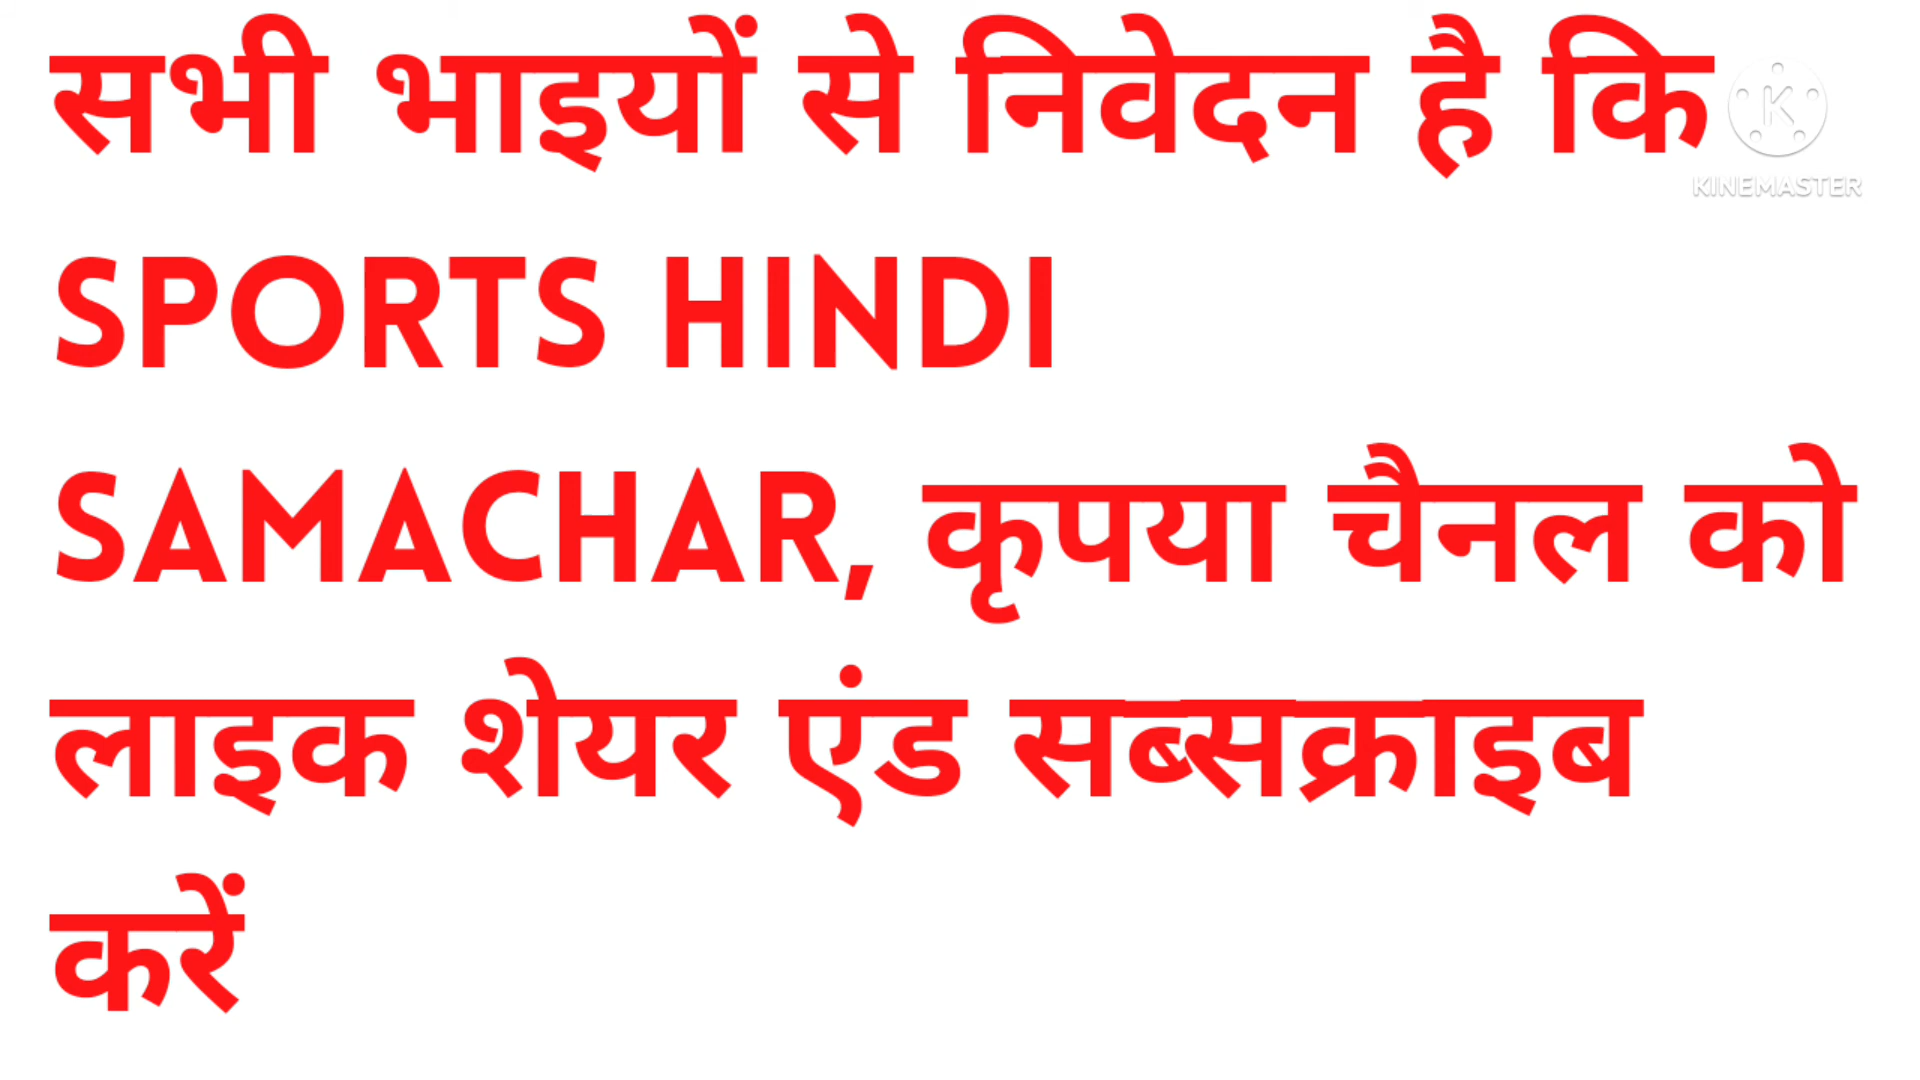 सभी भाइयों से निवेदन है कि
KINEMASTER
SPORTS HINDI
SAMACHAR, कृपया चैनल को
लाइक शेयर एंड सब्सक्राइब
करें